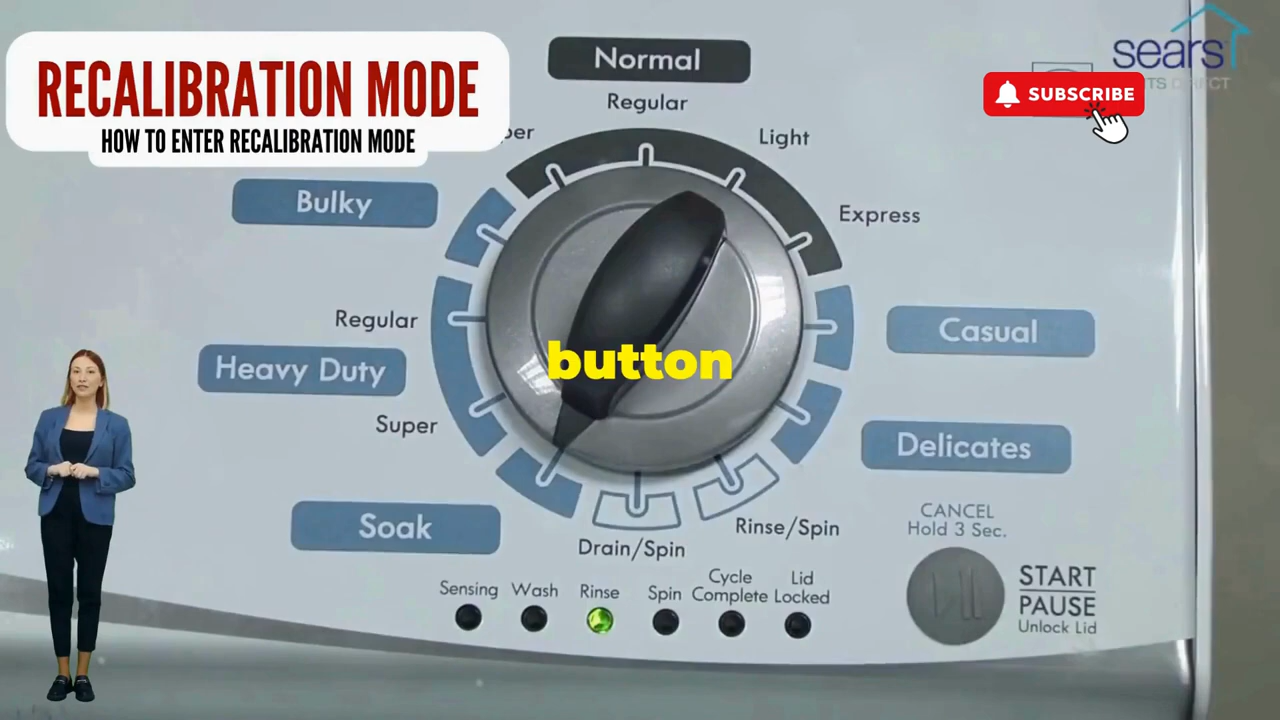 sears
RECALIBRATION MODE
HOW TO ENTER RECALIBRATION MODE
SUBSCRIBE
DIRECT
Normal
Regular
Light
Express
Bulky
Regular
Heavy Duty
Super
Casual
Delicates
button
Soak
Drain/Spin
Rinse/Spin
CANCEL
Hold 3 Sec.
START
PAUSE
Unlock Lid
Sensing
Wash
Rinse
Spin
Cycle
Complete
Lid
Locked